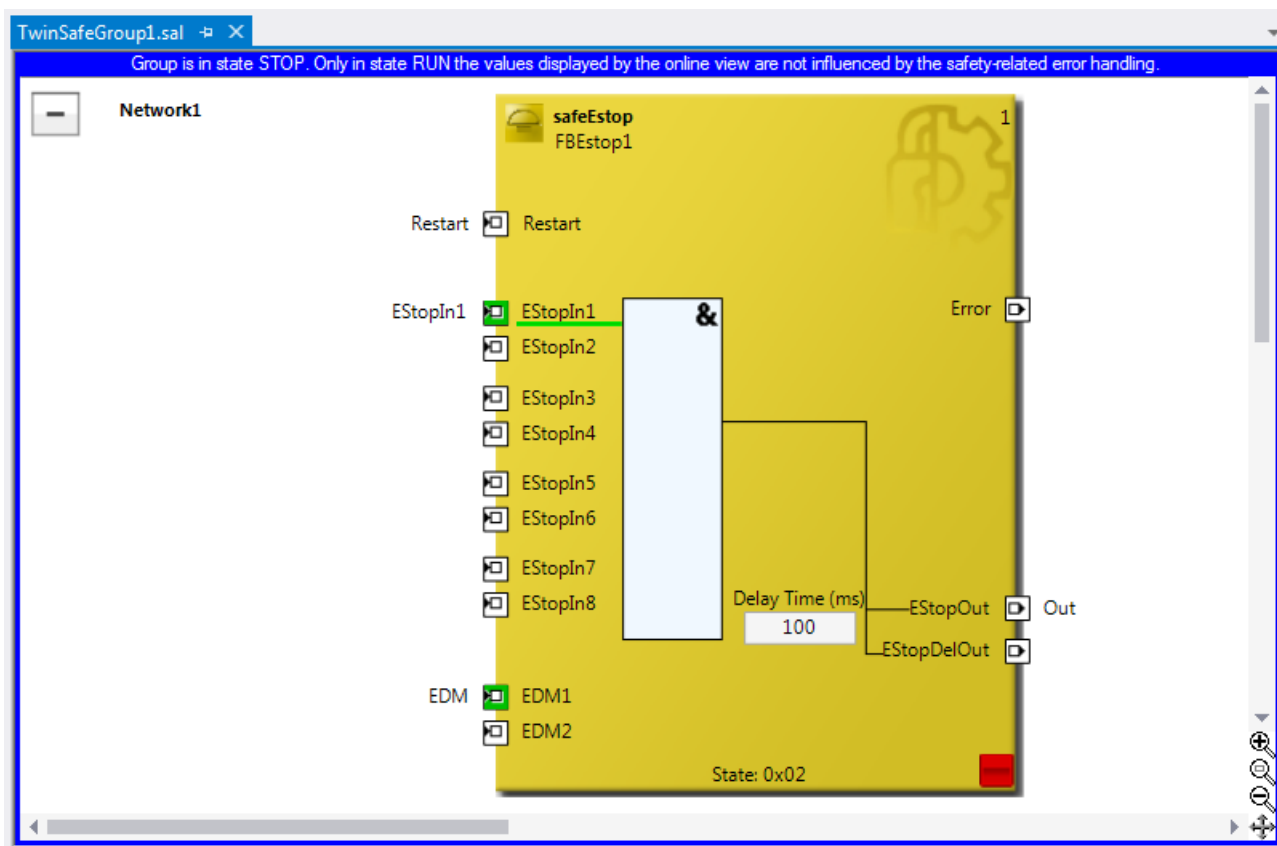 TwinSafeGroup1.sal
Group is in state STOP. Only in state RUN the values displayed by the online view are not influenced by the safety-related error handling.
Network1
safeEstop
1
FBEstop1
Restart Restart
EStopIn1 EStopIn1 & Error
EStopIn2
EStopIn3
EStopIn4
EStopIn5
EStopIn6
EStopIn7
EStopIn8
Delay Time (ms)
100
EStopOut Out
EStopDelOut
EDM EDM1
EDM2
State: 0x02